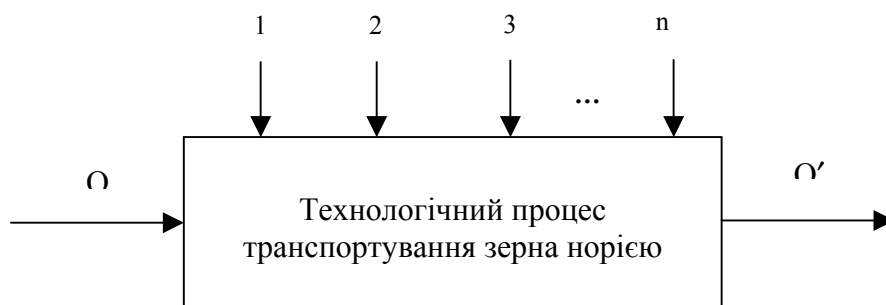 1 2 3 n
...
Технологічний процес
транспортування зерна норією